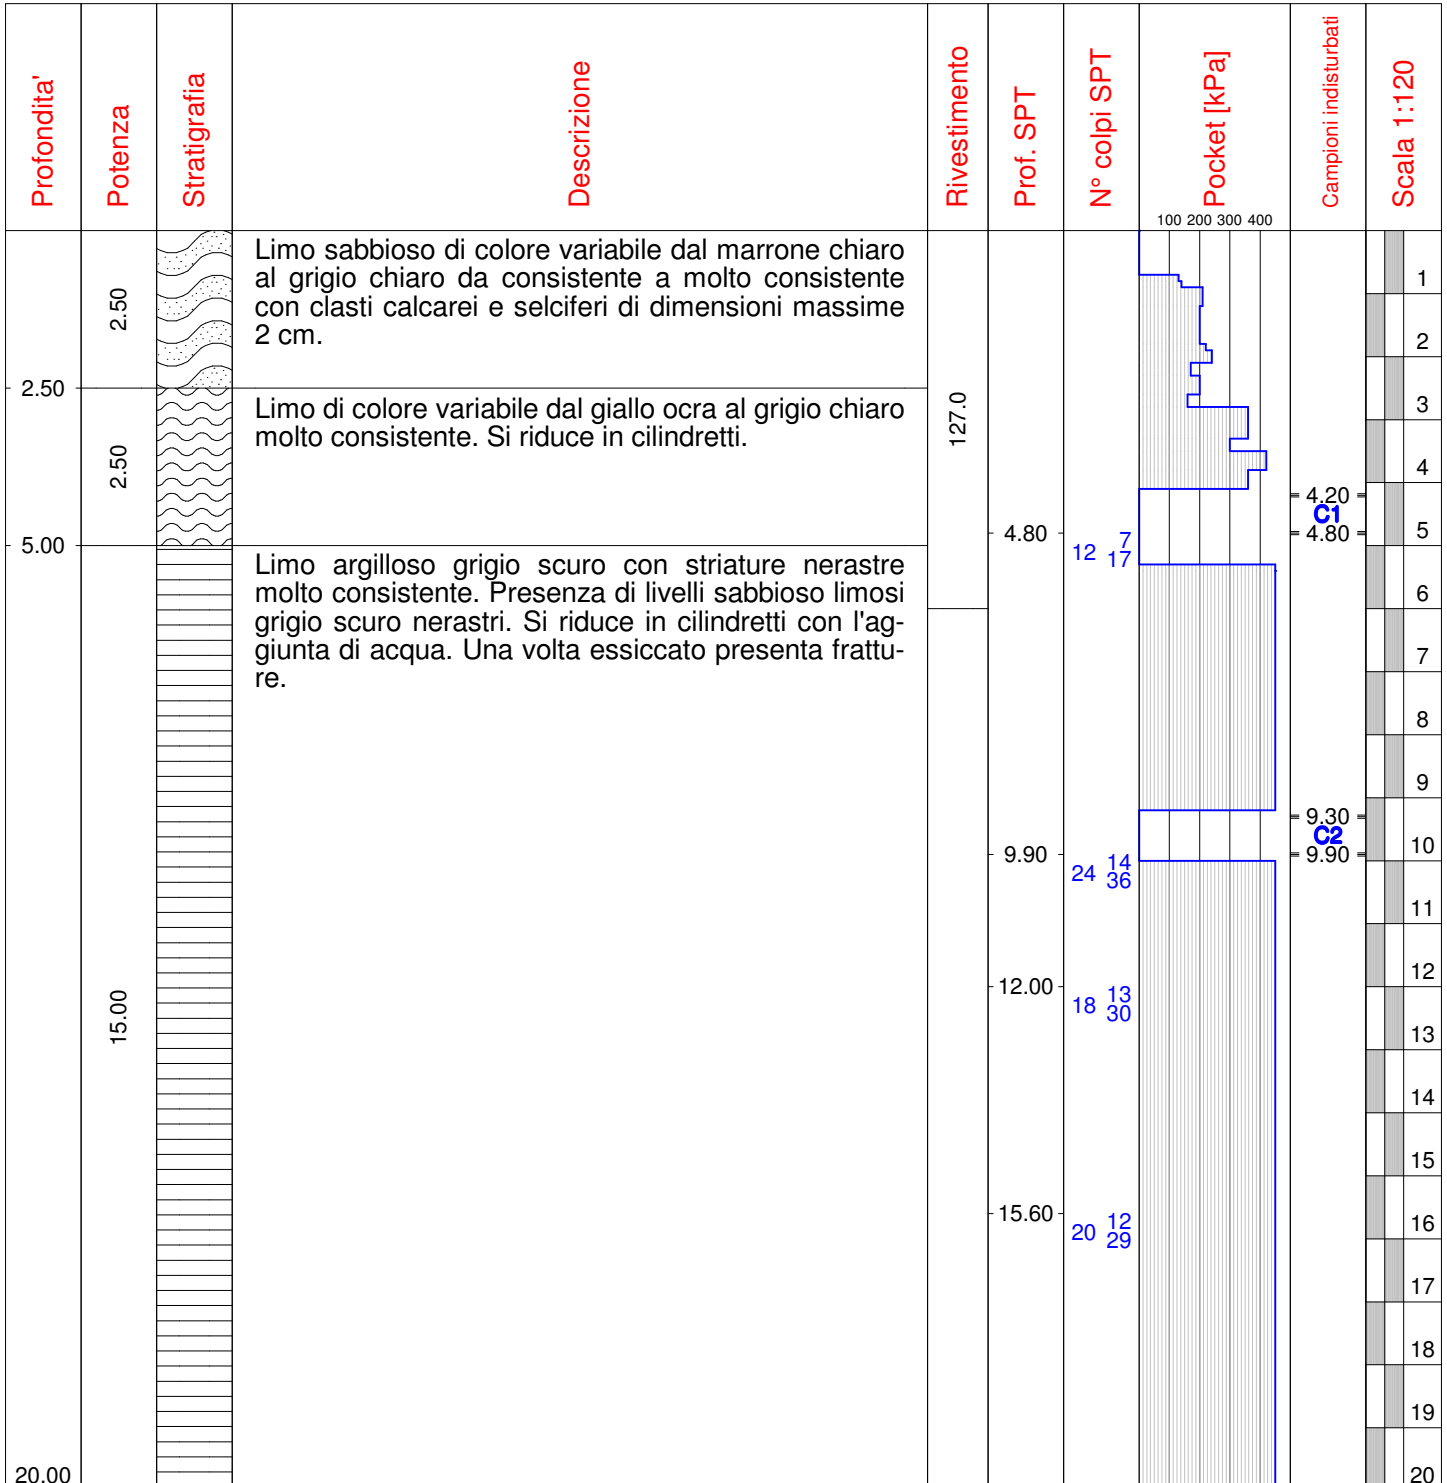 Profondita'
Potenza
Stratigrafia
Descrizione
Rivestimento
Prof. SPT
N° colpi SPT
Pocket [kPa]
100 200 300 400
Campioni indisturbati
Scala 1:120
2.50
Limo sabbioso di colore variabile dal marrone chiaro
al grigio chiaro da consistente a molto consistente
con clasti calcarei e selciferi di dimensioni massime
2 cm.
2.50
2.50
Limo di colore variabile dal giallo ocra al grigio chiaro
molto consistente. Si riduce in cilindretti.
5.00
15.00
Limo argilloso grigio scuro con striature nerastre
molto consistente. Presenza di livelli sabbioso limosi
grigio scuro nerastri. Si riduce in cilindretti con l'ag-
giunta di acqua. Una volta essiccato presenta frattu-
re.
20.00
127.0
4.80
9.90
12.00
15.60
7
12 17
14
24 36
13
18 30
12
20 29
4.20
C1
4.80
9.30
C2
9.90
1
2
3
4
5
6
7
8
9
10
11
12
13
14
15
16
17
18
19
20